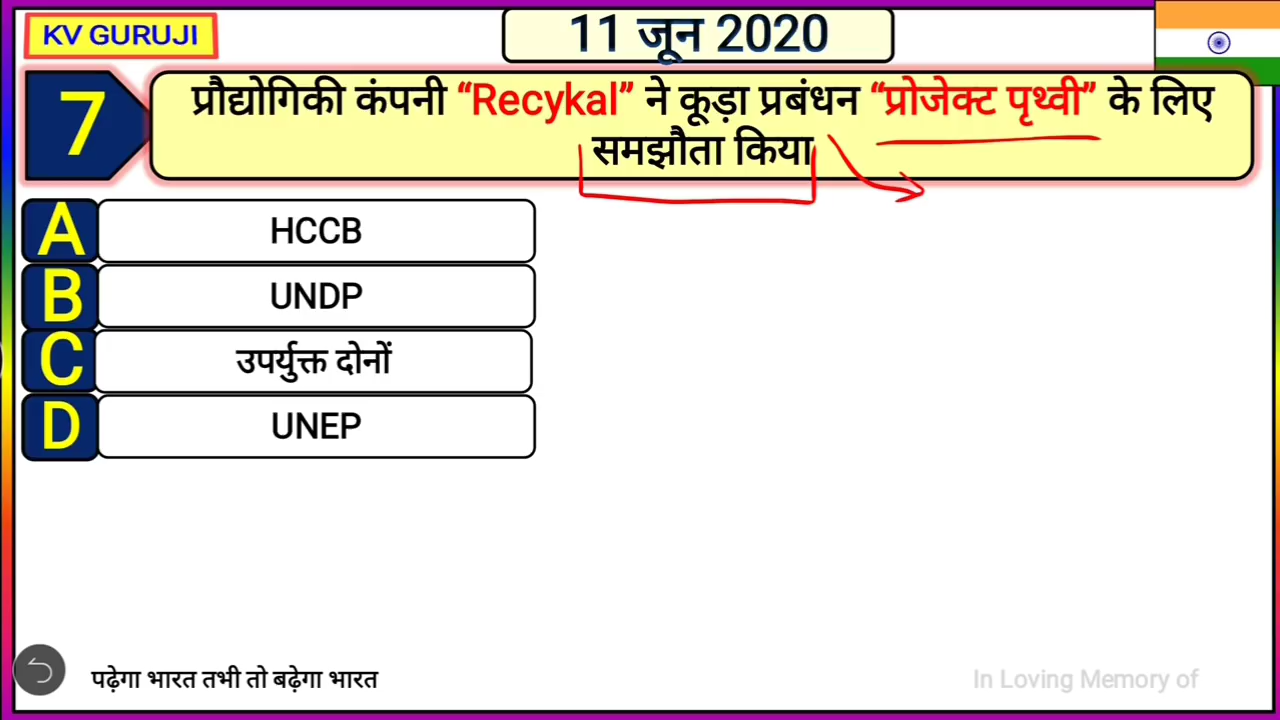 KV GURUJI
11 जून 2020
7
प्रौद्योगिकी कंपनी “Recykal” ने कूड़ा प्रबंधन “प्रोजेक्ट पृथ्वी” के लिए
समझौता किया
A HCCB
B UNDP
C उपर्युक्त दोनों
D UNEP
पढ़ेगा भारत तभी तो बढ़ेगा भारत
In Loving Memory of